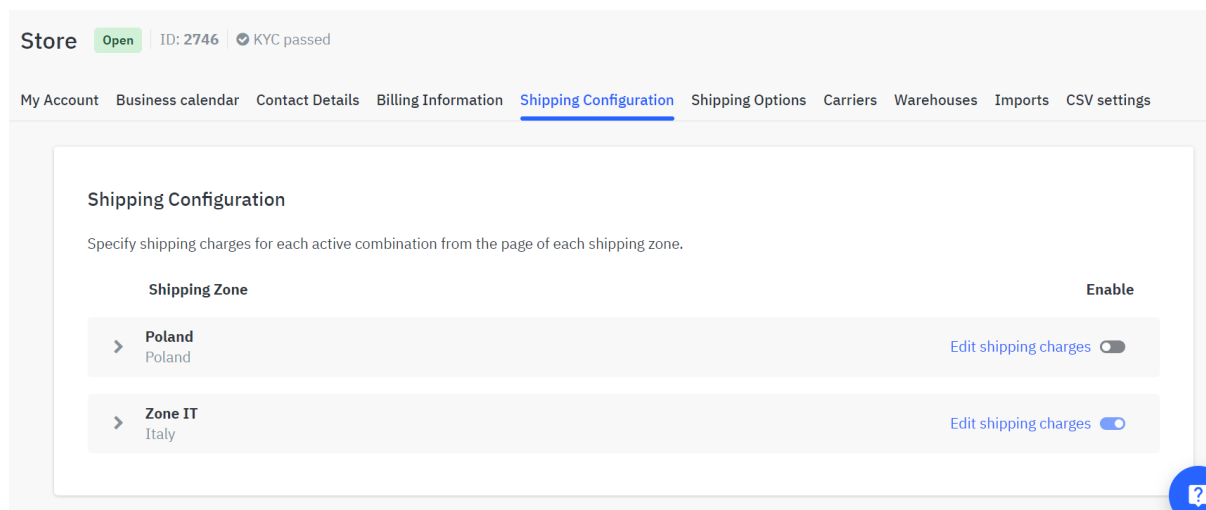 Store Open ID: 2746 KYC passed
My Account Business calendar Contact Details Billing Information Shipping Configuration Shipping Options Carriers Warehouses Imports CSV settings
Shipping Configuration
Specify shipping charges for each active combination from the page of each shipping zone.
Shipping Zone Enable
Poland
Edit shipping charges
Poland
Zone IT
Edit shipping charges
Italy
?